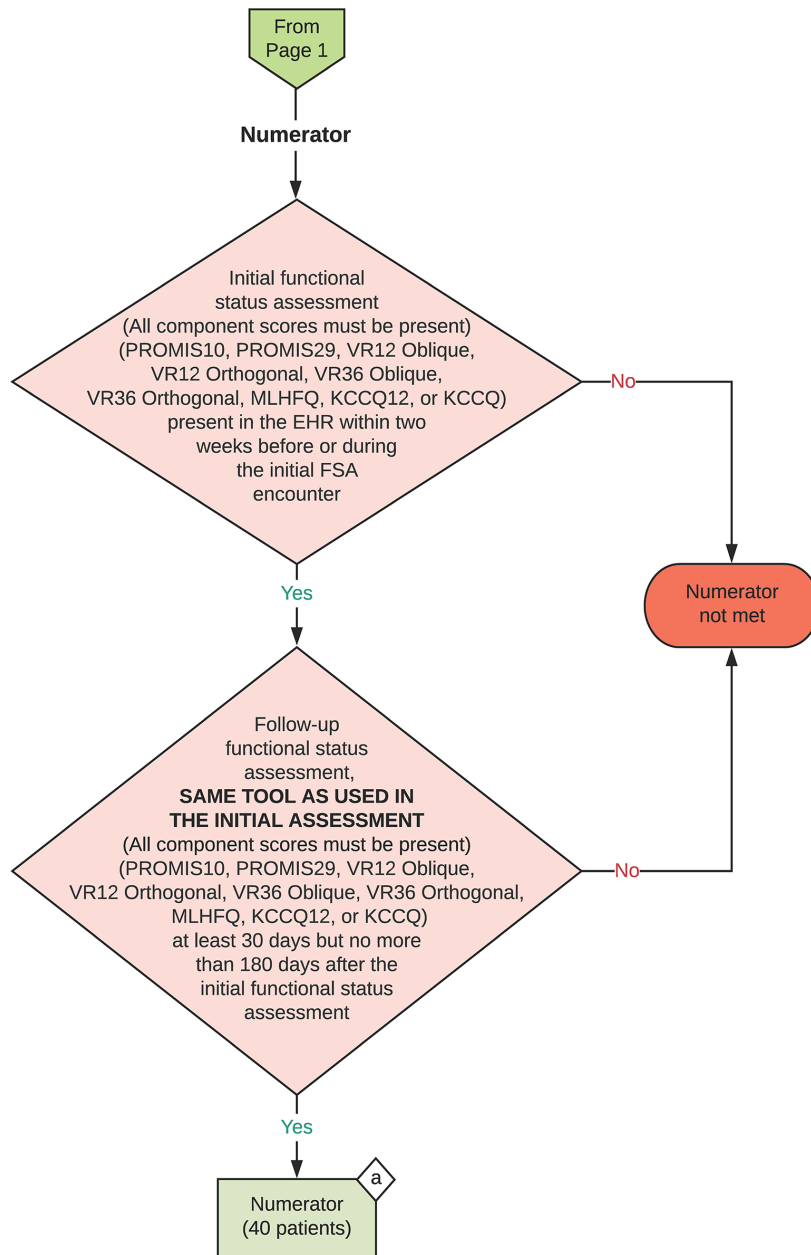 From
Page 1
Numerator
Initial functional
status assessment
(All component scores must be present)
(PROMIS10, PROMIS29, VR12 Oblique,
VR12 Orthogonal, VR36 Oblique,
VR36 Orthogonal, MLHFQ, KCCQ12, or KCCQ)
present in the EHR within two
weeks before or during
the initial FSA
encounter
No
Yes
Numerator
not met
Follow-up
functional status
assessment,
SAME TOOL AS USED IN
THE INITIAL ASSESSMENT
(All component scores must be present)
(PROMIS10, PROMIS29, VR12 Oblique,
VR12 Orthogonal, VR36 Oblique, VR36 Orthogonal,
MLHFQ, KCCQ12, or KCCQ)
at least 30 days but no more
than 180 days after the
initial functional status
assessment
No
Yes
a
Numerator
(40 patients)